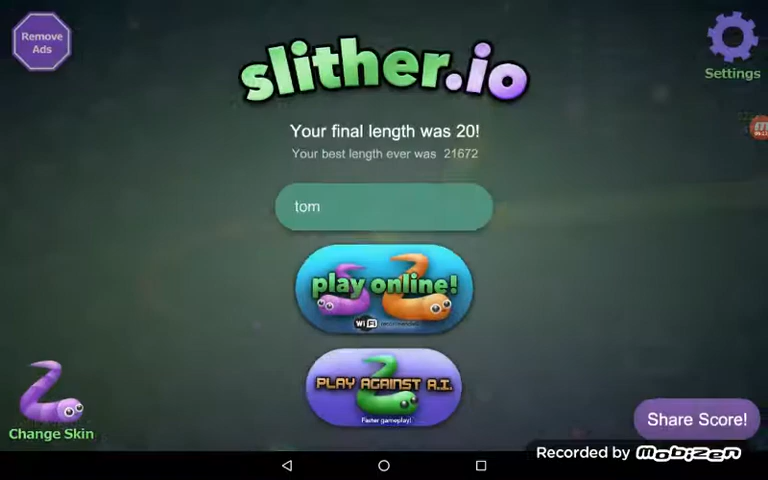 Remove
Ads
slither.io
Settings
Your final length was 20!
Your best length ever was 21672
tom
play online!
WiFi
PLAY AGAINST A.I.
Faster gameplay!
Change Skin
Share Score!
Recorded by Mobizen